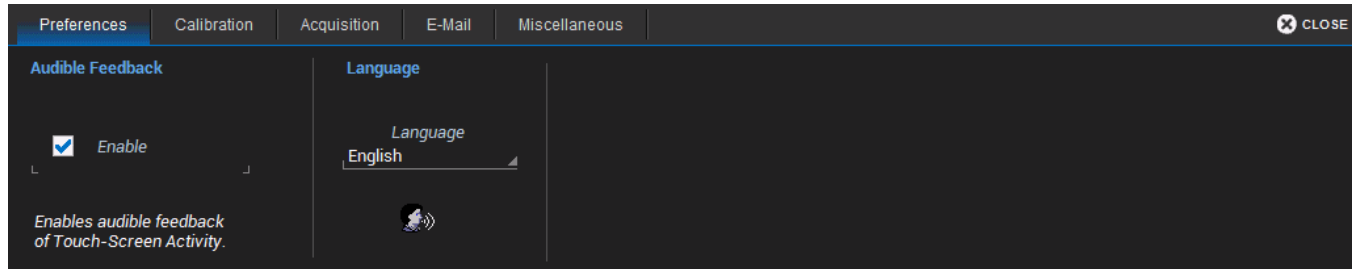 Preferences
Calibration
Acquisition
E-Mail
Miscellaneous
CLOSE
Audible Feedback
Enable
Enables audible feedback
of Touch-Screen Activity.
Language
Language
English